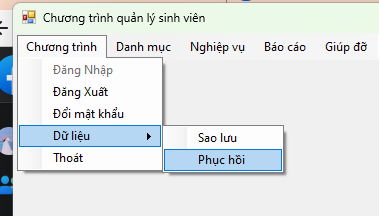 Chương trình quản lý sinh viên
Chương trình Danh mục Nghiệp vụ Báo cáo Giúp đỡ
Đăng Nhập
Đăng Xuất
Đổi mật khẩu
Dữ liệu
Sao lưu
Phục hồi
Thoát